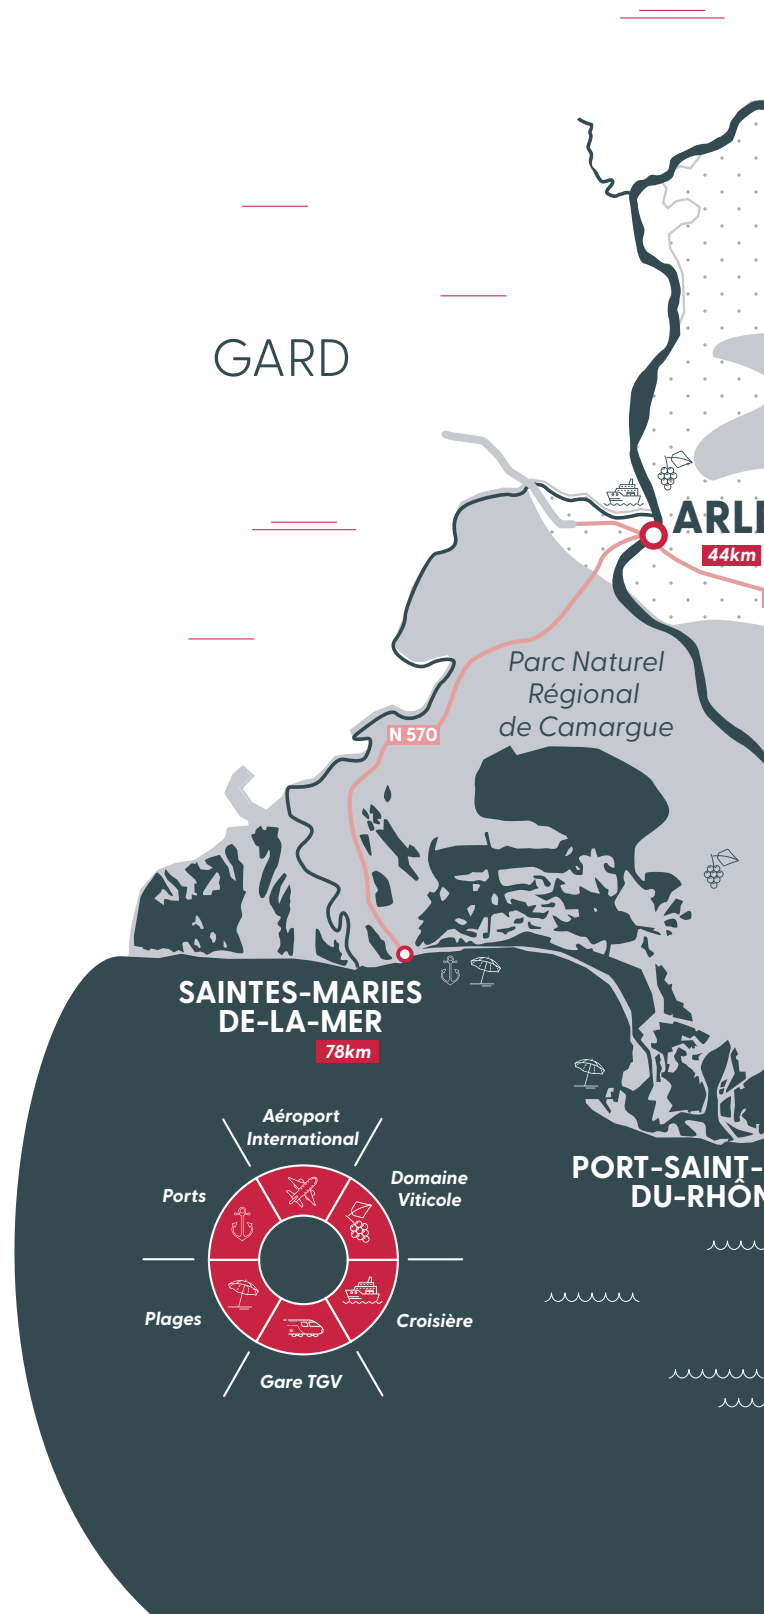 GARD
ARLE
44km
Parc Naturel
Régional
de Camargue
N 570
SAINTES-MARIES
DE-LA-MER
78km
Aéroport
International
Domaine
Viticole
Ports
Plages
Croisière
Gare TGV
PORT-SAINT-
DU-RHÔN